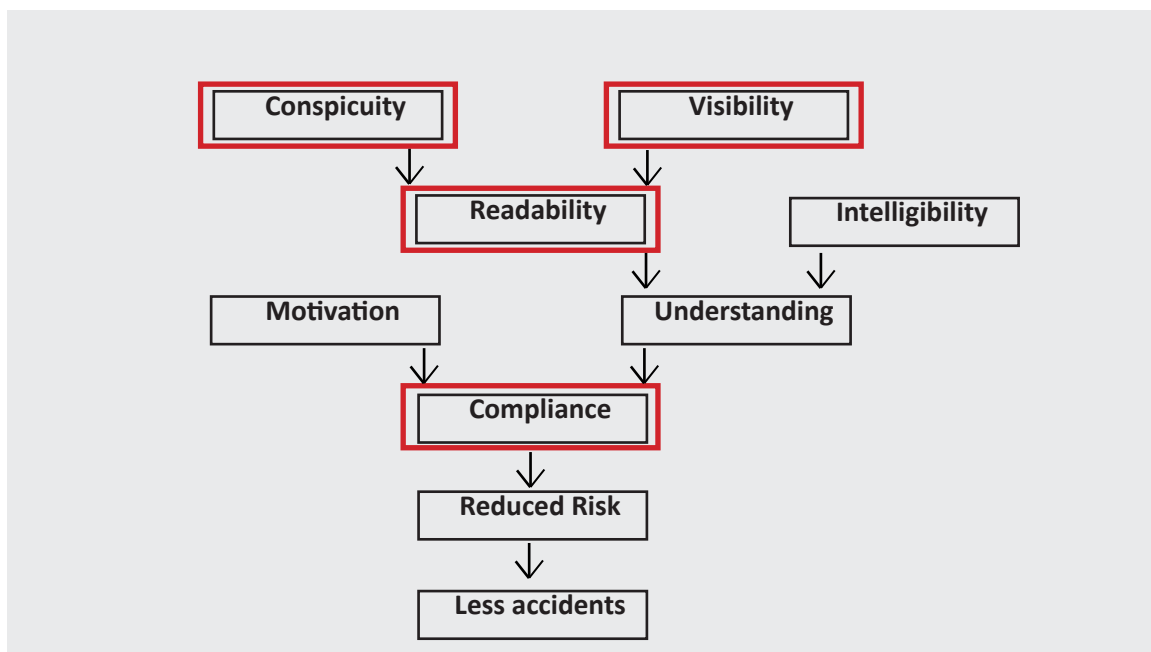 Conspicuity
Visibility
Readability
Intelligibility
Motivation
Understanding
Compliance
Reduced Risk
Less accidents